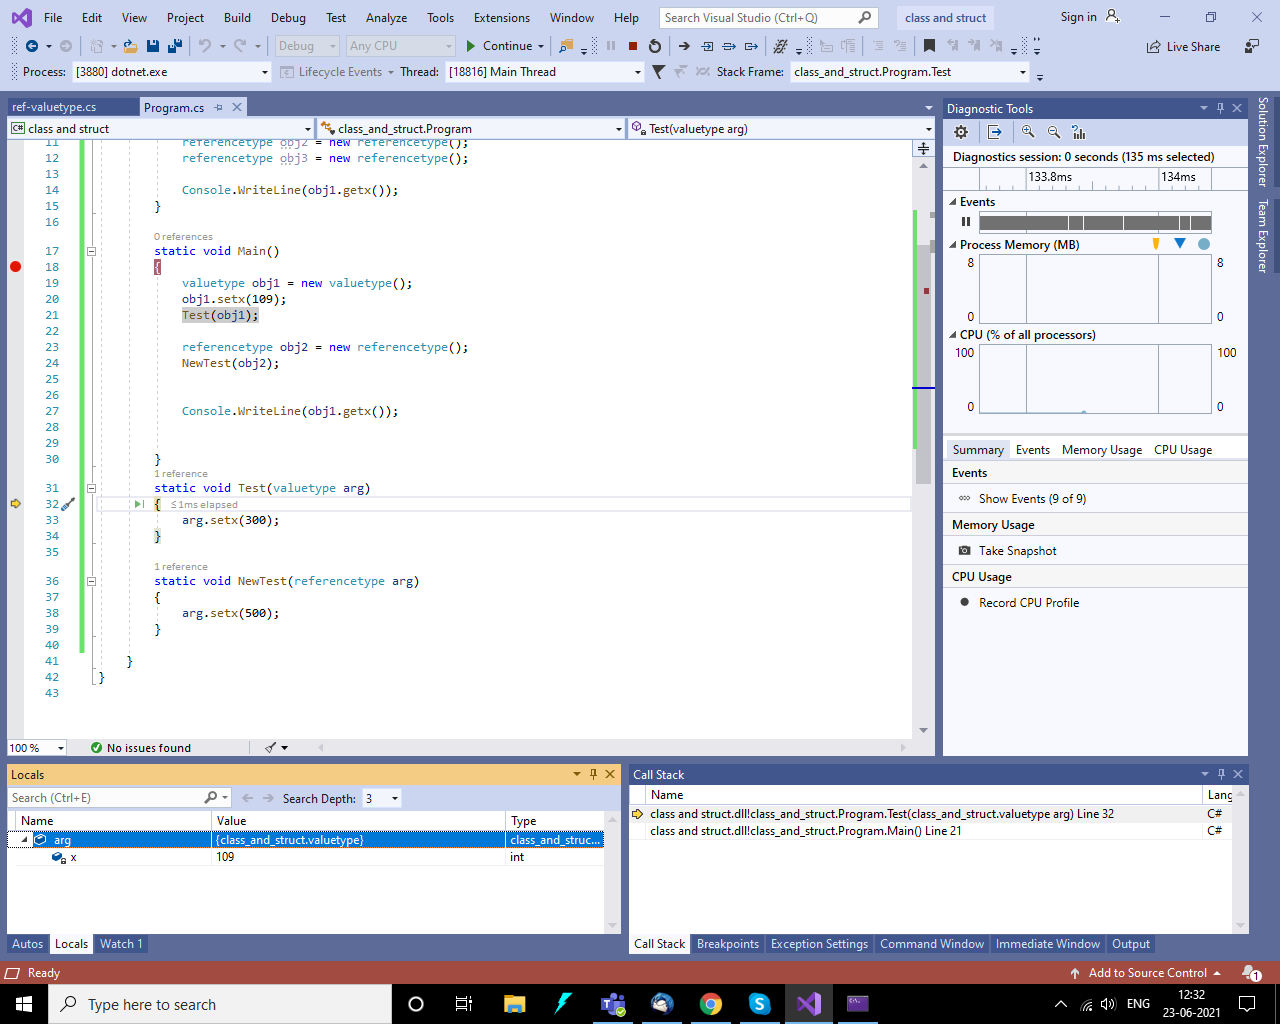 File Edit View Project Build Debug Test Analyze Tools Extensions Window Help Search Visual Studio (Ctrl+Q) class and struct Sign in
Debug Any CPU Continue Live Share
Process: [3880] dotnet.exe Lifecycle Events Thread: [18816] Main Thread Stack Frame: class_and_struct.Program.Test
ref-valuetype.cs Program.cs
C# class and struct class_and_struct.Program Test(valuetype arg)
11 referencetype obj2 = new referencetype();
12 referencetype obj3 = new referencetype();
13
14 Console.WriteLine(obj1.getx());
15 }
16
0 references
17 static void Main()
18 {
19 valuetype obj1 = new valuetype();
20 obj1.setx(109);
21 Test(obj1);
22
23 referencetype obj2 = new referencetype();
24 NewTest(obj2);
25
26
27 Console.WriteLine(obj1.getx());
28
29
30 }
1 reference
31 static void Test(valuetype arg)
32 { ≤1ms elapsed
33 arg.setx(300);
34 }
35
1 reference
36 static void NewTest(referencetype arg)
37 {
38 arg.setx(500);
39 }
40
41 }
42 }
43
100 % No issues found
Diagnostic Tools
Diagnostics session: 0 seconds (135 ms selected)
133.8ms 134ms
Events
Process Memory (MB)
8 8
0 0
CPU (% of all processors)
100 100
0 0
Summary Events Memory Usage CPU Usage
Events
Show Events (9 of 9)
Memory Usage
Take Snapshot
CPU Usage
Record CPU Profile
Solution Explorer
Team Explorer
Locals
Search (Ctrl+E) Search Depth: 3
Name Value Type
arg {class_and_struct.valuetype} class_and_struc...
x 109 int
Autos Locals Watch 1
Call Stack
Name Lang
class and struct.dll!class_and_struct.Program.Test(class_and_struct.valuetype arg) Line 32 C#
class and struct.dll!class_and_struct.Program.Main() Line 21 C#
Call Stack Breakpoints Exception Settings Command Window Immediate Window Output
Ready Add to Source Control 1
Type here to search ENG 12:32
23-06-2021